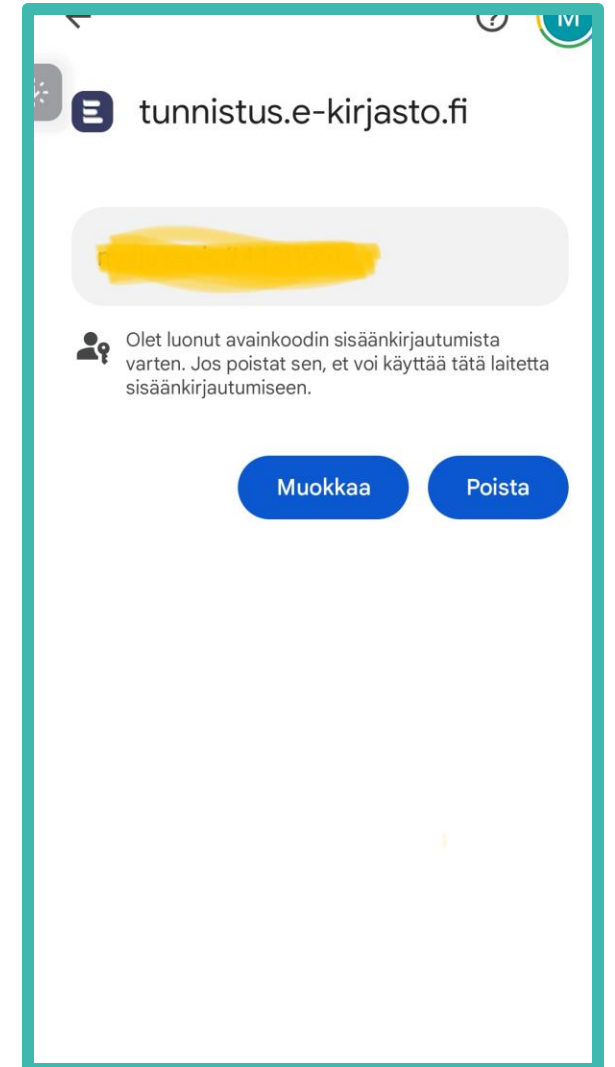 M
E tunnistus.e-kirjasto.fi
Olet luonut avainkoodin sisäänkirjautumista
varten. Jos poistat sen, et voi käyttää tätä laitetta
sisäänkirjautumiseen.
Muokkaa Poista